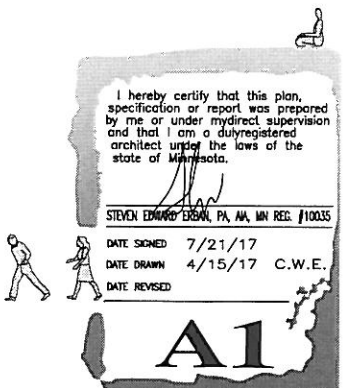 I hereby certify that this plan,
specification or report was prepared
by me or under mydirect supervision
and that I am a dulyregistered
architect under the laws of the
state of Minnesota.
STEVEN EDWARD ERBAN, PA, AIA, MN REG. #10035
DATE SIGNED 7/21/17
DATE DRAWN 4/15/17 C.W.E.
DATE REVISED
A1